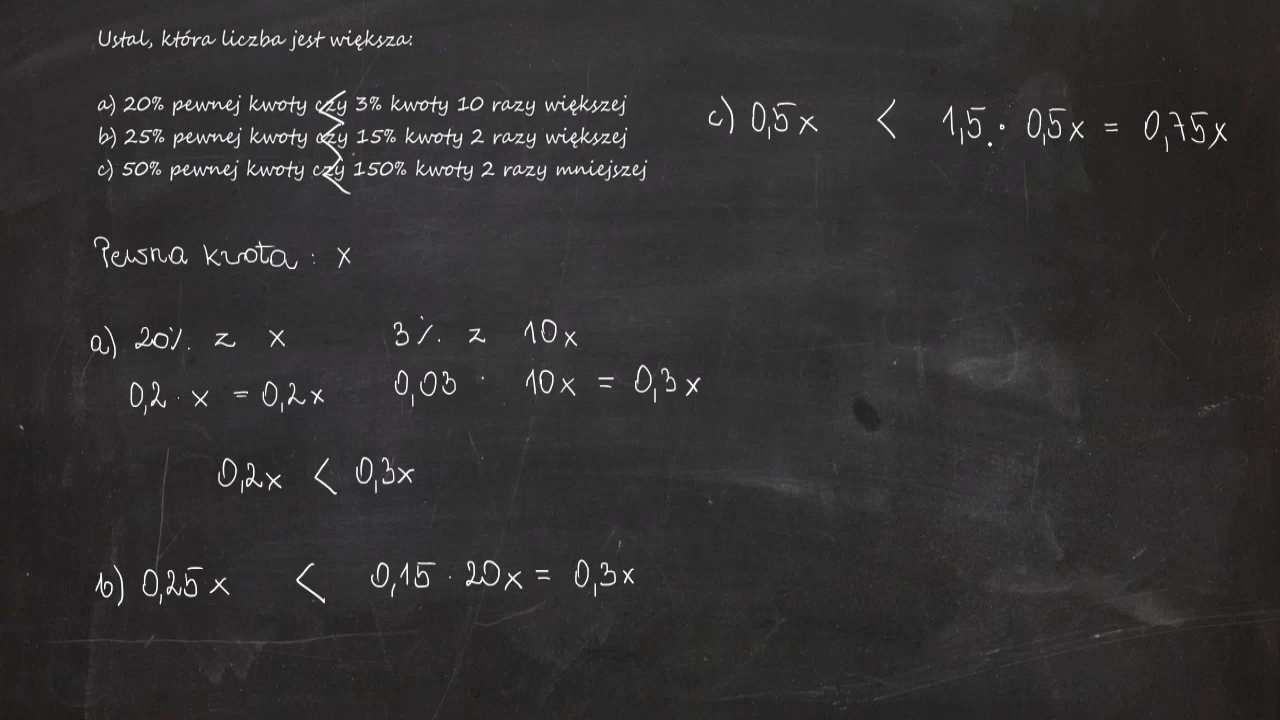 Ustal, która liczba jest większa:
a) 20% pewnej kwoty czy < 3% kwoty 10 razy większej
b) 25% pewnej kwoty czy < 15% kwoty 2 razy większej
c) 50% pewnej kwoty czy < 150% kwoty 2 razy mniejszej
Pewna kwota : x
a) 20% z x 3% z 10x
0,2 · x = 0,2x 0,03 · 10x = 0,3x
0,2x < 0,3x
b) 0,25x < 0,15 · 20x = 0,3x
c) 0,5x < 1,5 · 0,5x = 0,75x